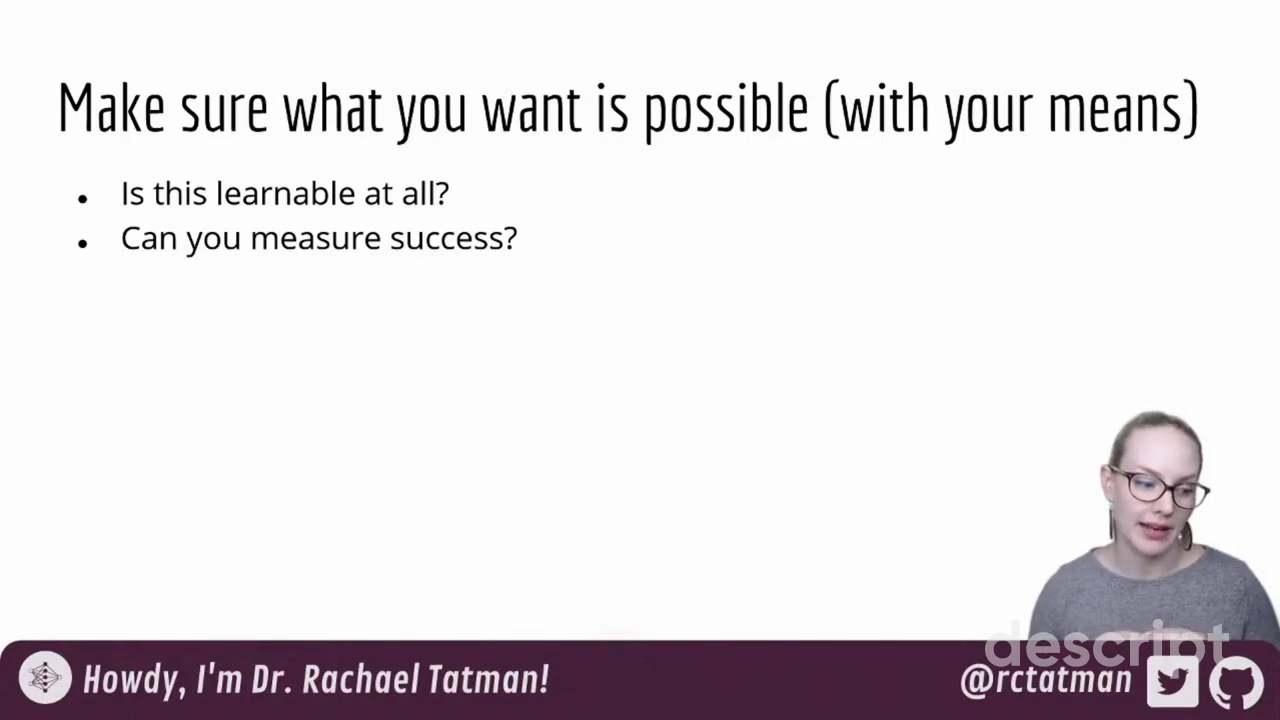 Make sure what you want is possible (with your means)
Is this learnable at all?
Can you measure success?
descript
Howdy, I'm Dr. Rachael Tatman!
@rctatman